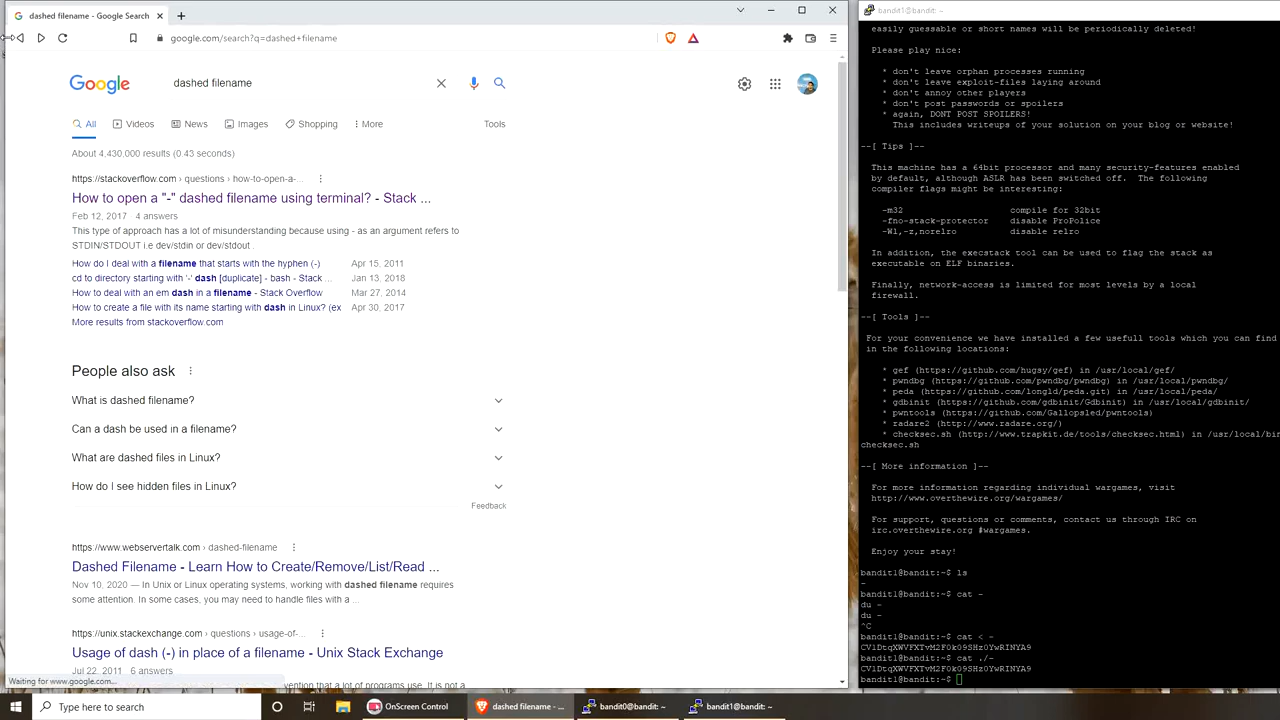 dashed filename - Google Search
google.com/search?q=dashed+filename
Google
dashed filename
All
Videos
News
Images
Shopping
More
Tools
About 4,430,000 results (0.43 seconds)
https://stackoverflow.com › questions › how-to-open-a-...
How to open a "-" dashed filename using terminal? - Stack ...
Feb 12, 2017  4 answers
This type of approach has a lot of misunderstanding because using - as an argument refers to
STDIN/STDOUT i.e dev/stdin or dev/stdout .
How do I deal with a filename that starts with the hyphen (-) Apr 15, 2011
cd to directory starting with '-' dash [duplicate] - bash - Stack ... Jan 13, 2018
How to deal with an em dash in a filename - Stack Overflow Mar 27, 2014
How to create a file with its name starting with dash in Linux? (ex Apr 30, 2017
More results from stackoverflow.com
People also ask
What is dashed filename?
Can a dash be used in a filename?
What are dashed files in Linux?
How do I see hidden files in Linux?
Feedback
https://www.webservertalk.com › dashed-filename
Dashed Filename - Learn How to Create/Remove/List/Read ...
Nov 10, 2020 — In Unix or Linux operating systems, working with dashed filename requires
some attention. In some cases, you may need to handle files with a ...
https://unix.stackexchange.com › questions › usage-of-...
Usage of dash (-) in place of a filename - Unix Stack Exchange
Jul 22, 2011  6 answers
Waiting for www.google.com...
vention that a lot of programs use. It is not a
bandit1@bandit: ~
easily guessable or short names will be periodically deleted!
Please play nice:
* don't leave orphan processes running
* don't leave exploit-files laying around
* don't annoy other players
* don't post passwords or spoilers
* again, DONT POST SPOILERS!
This includes writeups of your solution on your blog or website!
--[ Tips ]--
This machine has a 64bit processor and many security-features enabled
by default, although ASLR has been switched off.  The following
compiler flags might be interesting:
-m32 compile for 32bit
-fno-stack-protector disable ProPolice
-Wl,-z,norelro disable relro
In addition, the execstack tool can be used to flag the stack as
executable on ELF binaries.
Finally, network-access is limited for most levels by a local
firewall.
--[ Tools ]--
For your convenience we have installed a few usefull tools which you can find
in the following locations:
* gef (https://github.com/hugsy/gef) in /usr/local/gef/
* pwndbg (https://github.com/pwndbg/pwndbg) in /usr/local/pwndbg/
* peda (https://github.com/longld/peda.git) in /usr/local/peda/
* gdbinit (https://github.com/gdbinit/Gdbinit) in /usr/local/gdbinit/
* pwntools (https://github.com/Gallopsled/pwntools)
* radare2 (http://www.radare.org/)
* checksec.sh (http://www.trapkit.de/tools/checksec.html) in /usr/local/bin
checksec.sh
--[ More information ]--
For more information regarding individual wargames, visit
http://www.overthewire.org/wargames/
For support, questions or comments, contact us through IRC on
irc.overthewire.org #wargames.
Enjoy your stay!
bandit1@bandit:~$ ls
-
bandit1@bandit:~$ cat -
du -
du -
^C
bandit1@bandit:~$ cat < -
bandit1@bandit:~$ cat ./-
bandit1@bandit:~$
Type here to search
OnScreen Control
dashed filename - ...
bandit0@bandit: ~
bandit1@bandit: ~